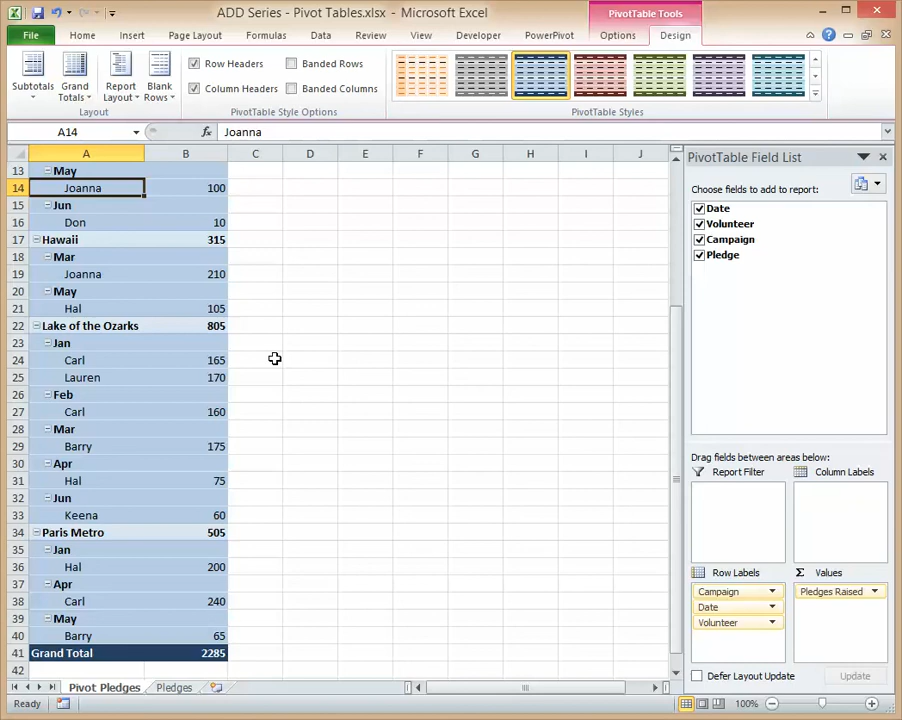 ADD Series - Pivot Tables.xlsx - Microsoft Excel
PivotTable Tools
File Home Insert Page Layout Formulas Data Review View Developer PowerPivot Options Design
Subtotals
Grand Totals
Report Layout
Blank Rows
Layout
Row Headers
Banded Rows
Column Headers
Banded Columns
PivotTable Style Options
PivotTable Styles
A14 fx Joanna
A B C D E F G H I J
13 May
14 Joanna 100
15 Jun
16 Don 10
17 Hawaii 315
18 Mar
19 Joanna 210
20 May
21 Hal 105
22 Lake of the Ozarks 805
23 Jan
24 Carl 165
25 Lauren 170
26 Feb
27 Carl 160
28 Mar
29 Barry 175
30 Apr
31 Hal 75
32 Jun
33 Keena 60
34 Paris Metro 505
35 Jan
36 Hal 200
37 Apr
38 Carl 240
39 May
40 Barry 65
41 Grand Total 2285
42
PivotTable Field List
Choose fields to add to report:
Date
Volunteer
Campaign
Pledge
Drag fields between areas below:
Report Filter
Column Labels
Row Labels
Σ Values
Campaign
Date
Volunteer
Pledges Raised
Defer Layout Update
Update
Pivot Pledges Pledges
Ready
100%